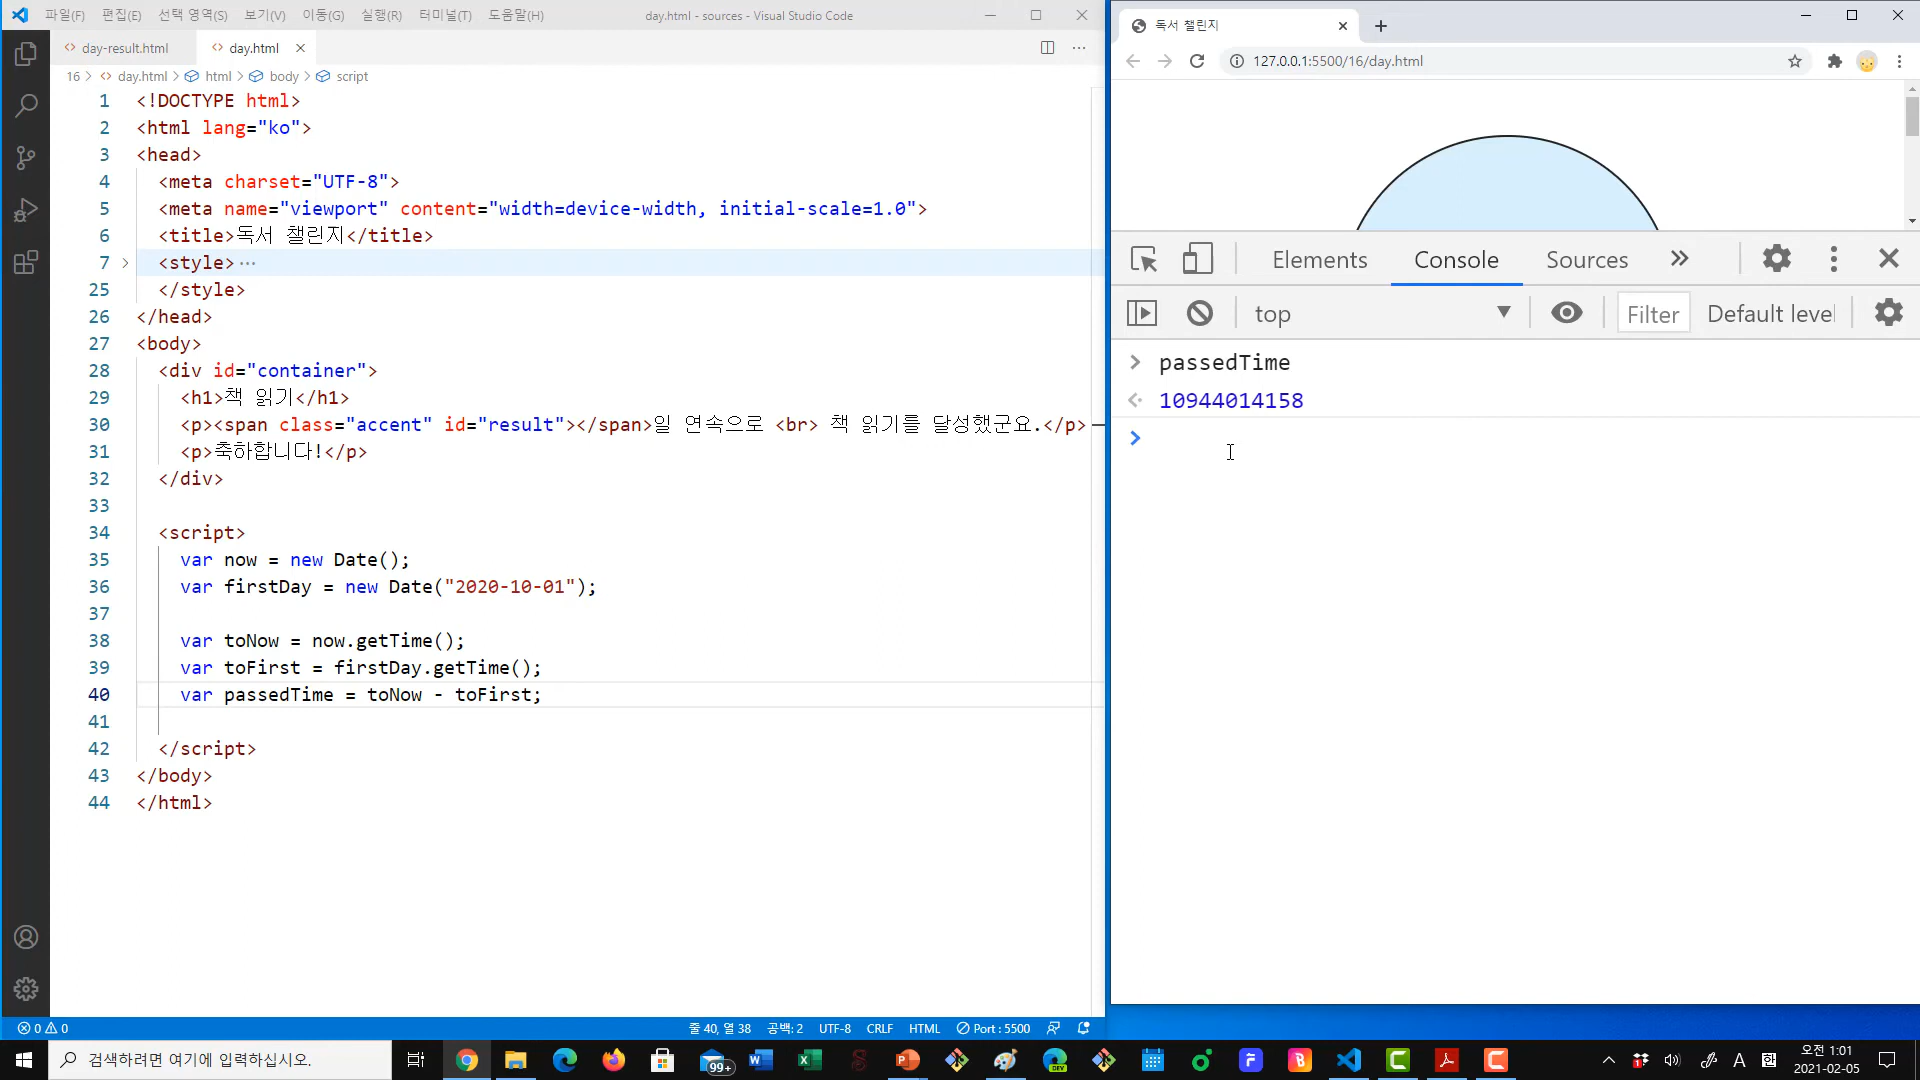 파일(F) 편집(E) 선택 영역(S) 보기(V) 이동(G) 실행(R) 터미널(T) 도움말(H) day.html - sources - Visual Studio Code
day-result.html day.html
16 > day.html > html > body > script
1 <!DOCTYPE html>
2 <html lang="ko">
3 <head>
4 <meta charset="UTF-8">
5 <meta name="viewport" content="width=device-width, initial-scale=1.0">
6 <title>독서 챌린지</title>
7 > <style>…
25 </style>
26 </head>
27 <body>
28 <div id="container">
29 <h1>책 읽기</h1>
30 <p><span class="accent" id="result"></span>일 연속으로 <br> 책 읽기를 달성했군요.</p>
31 <p>축하합니다!</p>
32 </div>
33
34 <script>
35 var now = new Date();
36 var firstDay = new Date("2020-10-01");
37
38 var toNow = now.getTime();
39 var toFirst = firstDay.getTime();
40 var passedTime = toNow - toFirst;
41
42 </script>
43 </body>
44 </html>
0 0 줄 40, 열 38 공백: 2 UTF-8 CRLF HTML Port : 5500
독서 챌린지
127.0.0.1:5500/16/day.html
Elements Console Sources »
top Filter Default leve
> passedTime
10944014158
>
검색하려면 여기에 입력하십시오.
99+
DEV
A
오전 1:01
2021-02-05